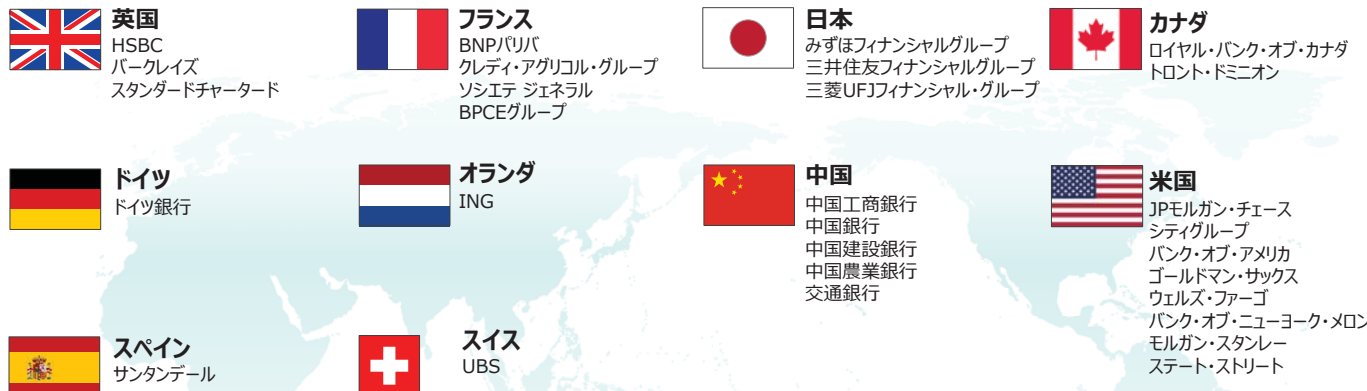 英国
HSBC
バークレイズ
スタンダードチャータード
フランス
BNPパリバ
クレディ・アグリコル・グループ
ソシエテ ジェネラル
BPCEグループ
日本
みずほフィナンシャルグループ
三井住友フィナンシャルグループ
三菱UFJフィナンシャル・グループ
カナダ
ロイヤル・バンク・オブ・カナダ
トロント・ドミニオン
ドイツ
ドイツ銀行
オランダ
ING
中国
中国工商銀行
中国銀行
中国建設銀行
中国農業銀行
交通銀行
米国
JPモルガン・チェース
シティグループ
バンク・オブ・アメリカ
ゴールドマン・サックス
ウェルズ・ファーゴ
バンク・オブ・ニューヨーク・メロン
モルガン・スタンレー
ステート・ストリート
スペイン
サンタンデール
スイス
UBS